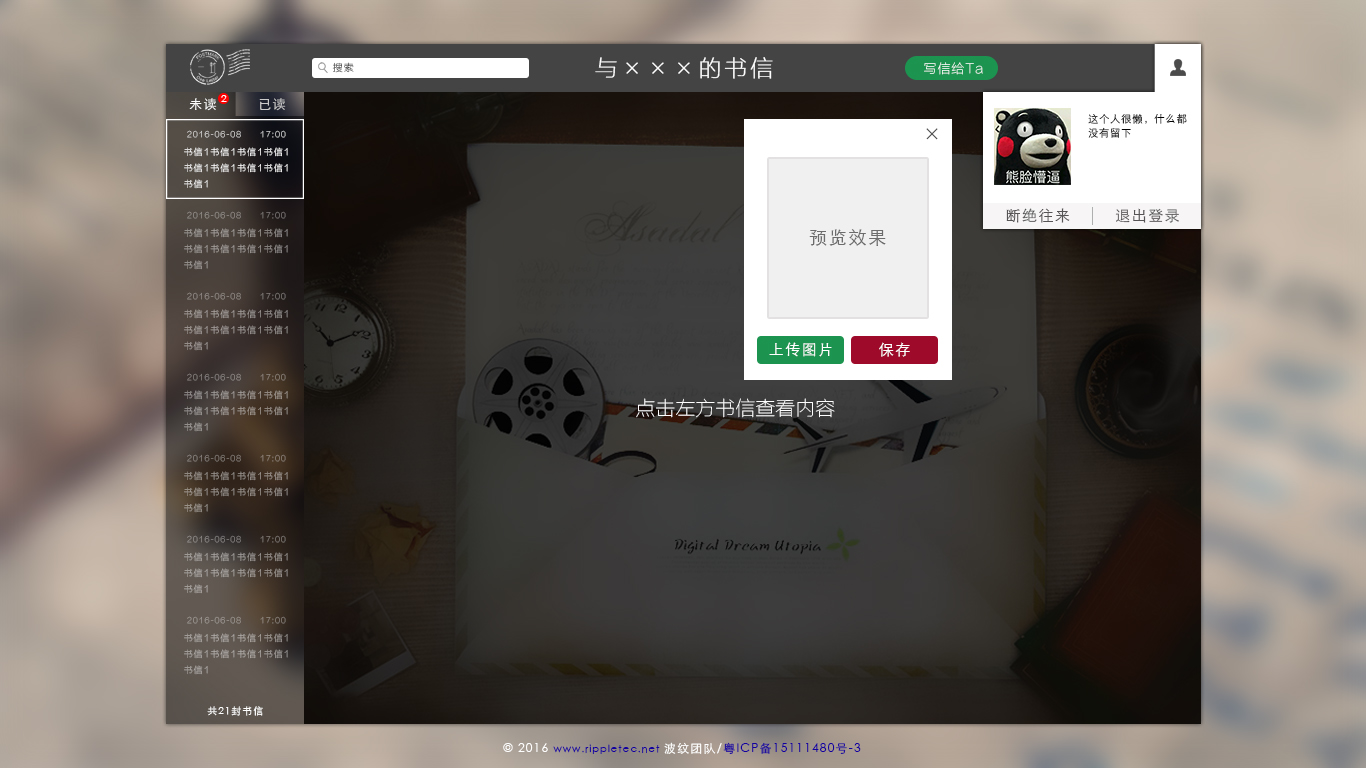 搜索
与×××的书信
写信给Ta
未读 2
已读
2016-06-08 17:00
书信1书信1书信1书信1
书信1书信1书信1书信1
书信1
2016-06-08 17:00
书信1书信1书信1书信1
书信1书信1书信1书信1
书信1
2016-06-08 17:00
书信1书信1书信1书信1
书信1书信1书信1书信1
书信1
2016-06-08 17:00
书信1书信1书信1书信1
书信1书信1书信1书信1
书信1
2016-06-08 17:00
书信1书信1书信1书信1
书信1书信1书信1书信1
书信1
2016-06-08 17:00
书信1书信1书信1书信1
书信1书信1书信1书信1
书信1
2016-06-08 17:00
书信1书信1书信1书信1
书信1书信1书信1书信1
书信1
共21封书信
预览效果
上传图片
保存
这个人很懒，什么都
没有留下
熊脸懵逼
断绝往来
退出登录
Asadal
点击左方书信查看内容
Digital Dream Utopia
© 2016 www.rippletec.net 波纹团队/粤ICP备15111480号-3